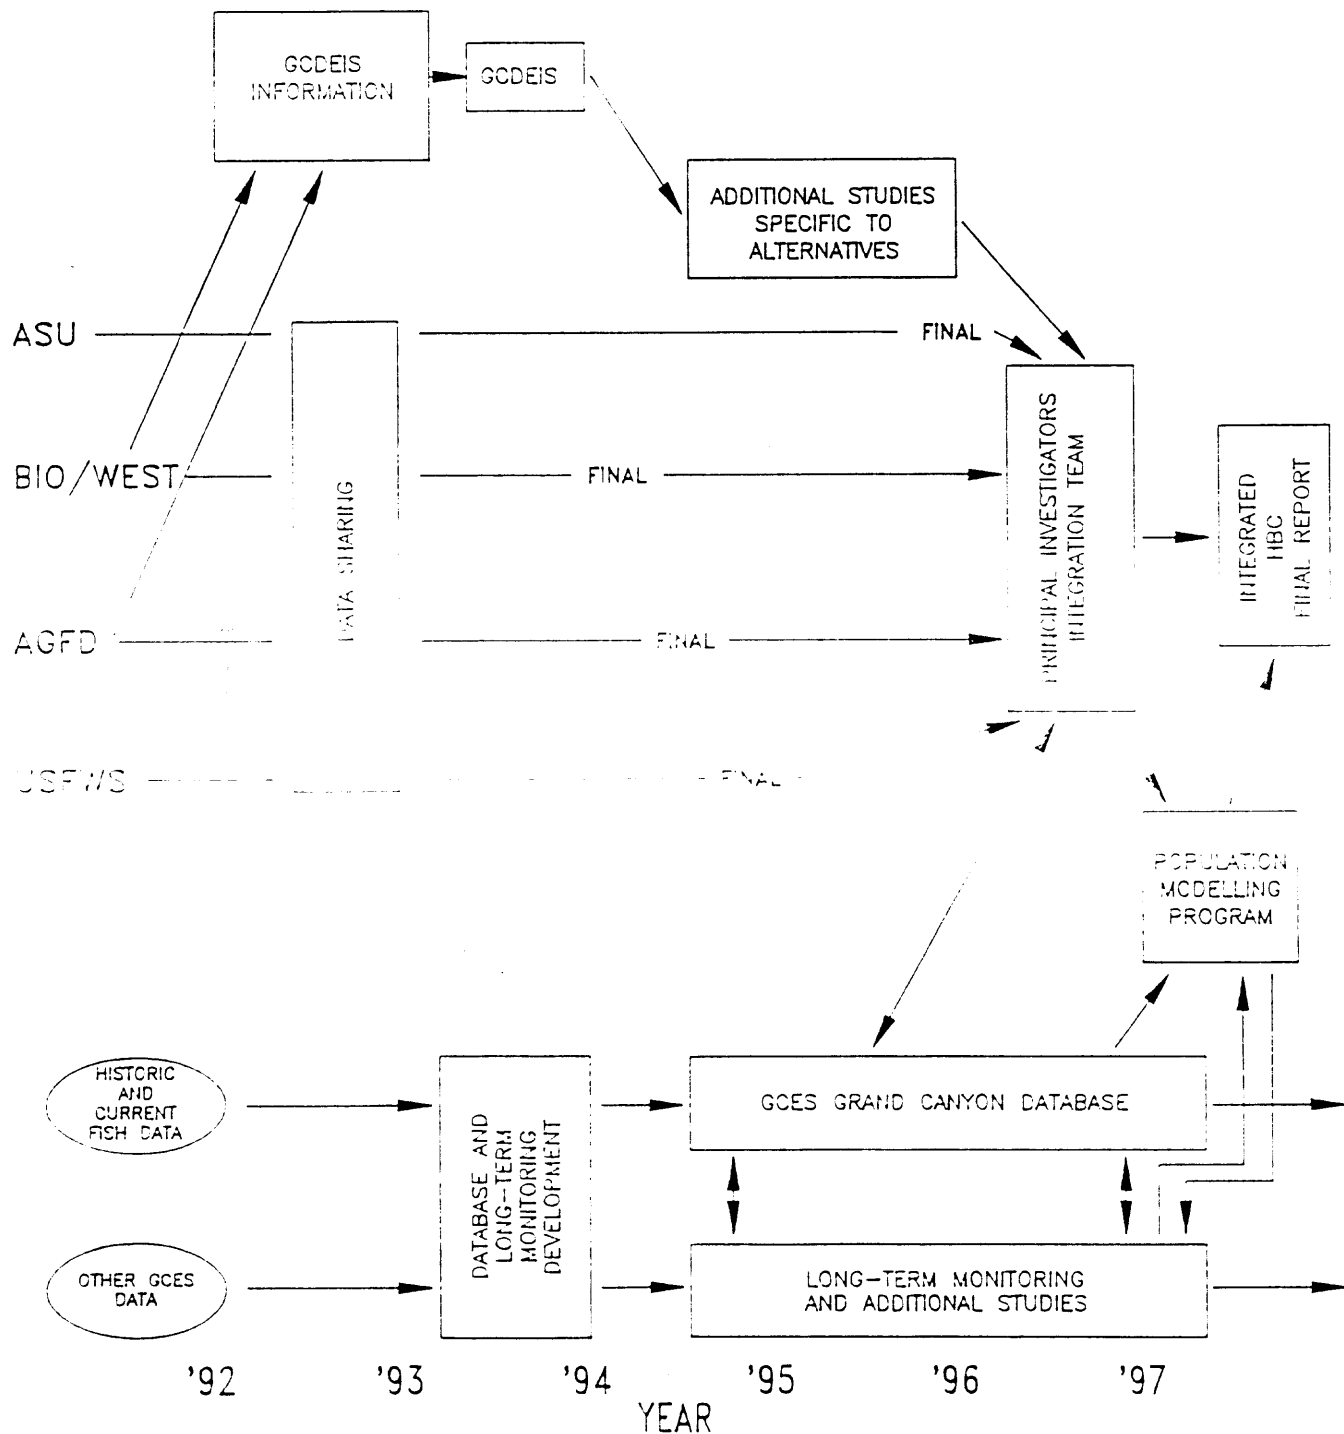 GCDEIS
INFORMATION
GCDEIS
ADDITIONAL STUDIES
SPECIFIC TO
ALTERNATIVES
ASU
FINAL
BIO/WEST
FINAL
AGFD
FINAL
USFWS
FINAL
DATA SHARING
PRINCIPAL INVESTIGATORS
INTEGRATION TEAM
INTEGRATED
HBC
FINAL REPORT
POPULATION
MODELLING
PROGRAM
HISTORIC
AND
CURRENT
FISH DATA
DATABASE AND
LONG-TERM
MONITORING
DEVELOPMENT
GCES GRAND CANYON DATABASE
OTHER GCES
DATA
LONG-TERM MONITORING
AND ADDITIONAL STUDIES
'92 '93 '94 '95 '96 '97
YEAR